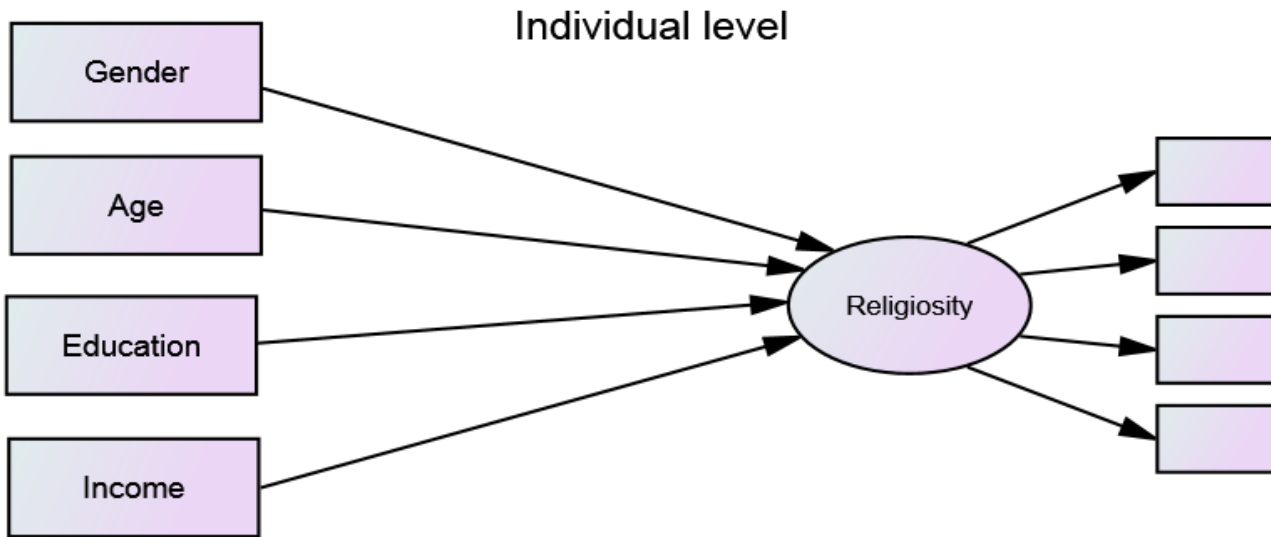 Individual level
Gender
Age
Education
Income
Religiosity